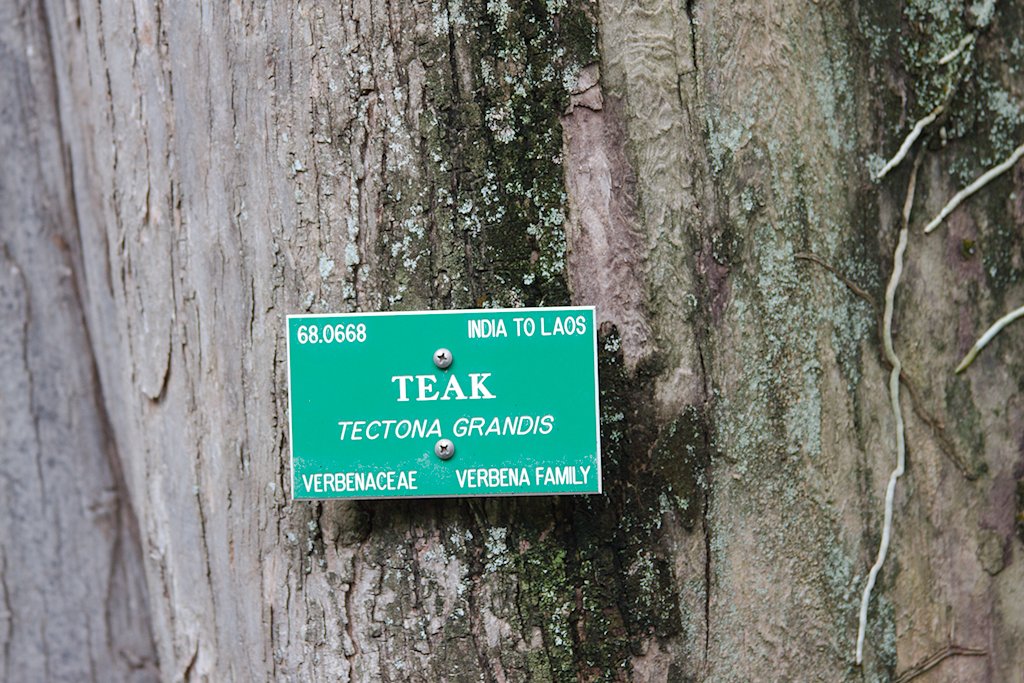 68.0668 INDIA TO LAOS
TEAK
TECTONA GRANDIS
VERBENACEAE VERBENA FAMILY